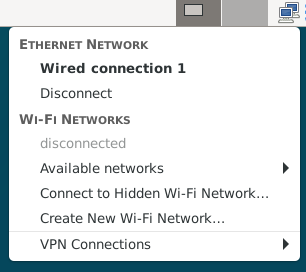 Ethernet Network
Wired connection 1
Disconnect
Wi-Fi Networks
disconnected
Available networks
Connect to Hidden Wi-Fi Network...
Create New Wi-Fi Network...
VPN Connections